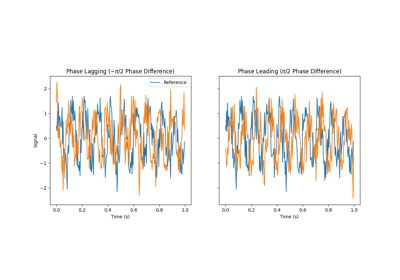 Phase Lagging (−π/2 Phase Difference)
Reference
Signal
2
1
0
−1
−2
0.0 0.2 0.4 0.6 0.8 1.0
Time (s)
Phase Leading (π/2 Phase Difference)
0.0 0.2 0.4 0.6 0.8 1.0
Time (s)